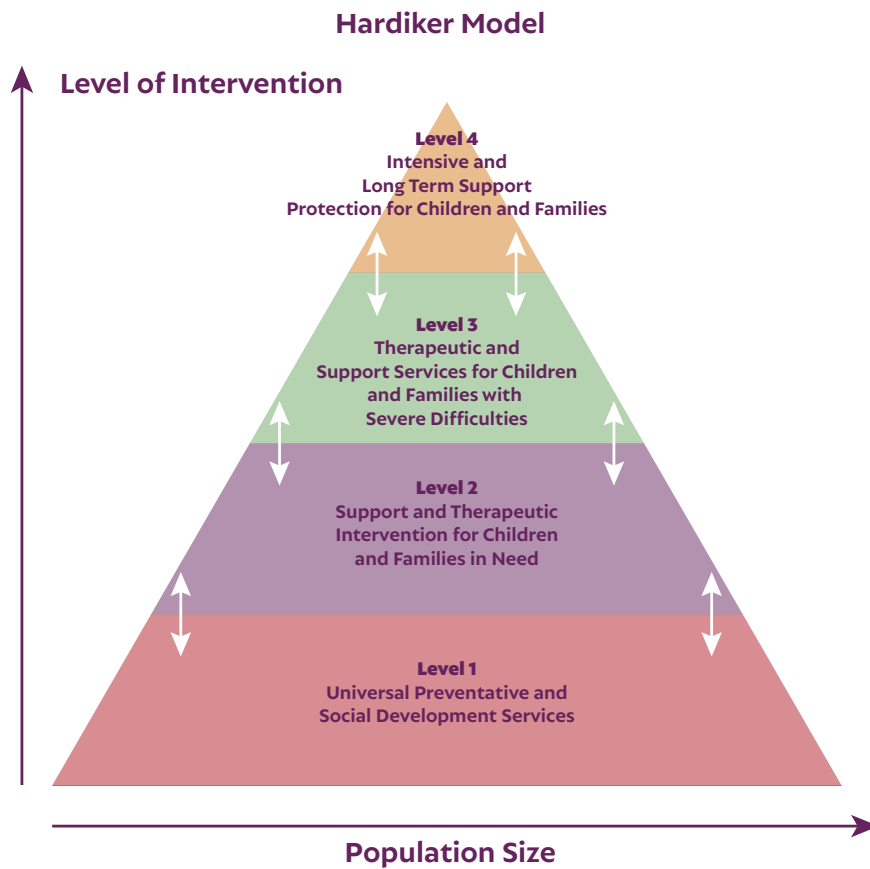 Hardiker Model
Level of Intervention
Level 4
Intensive and
Long Term Support
Protection for Children and Families
Level 3
Therapeutic and
Support Services for Children
and Families with
Severe Difficulties
Level 2
Support and Therapeutic
Intervention for Children
and Families in Need
Level 1
Universal Preventative and
Social Development Services
Population Size